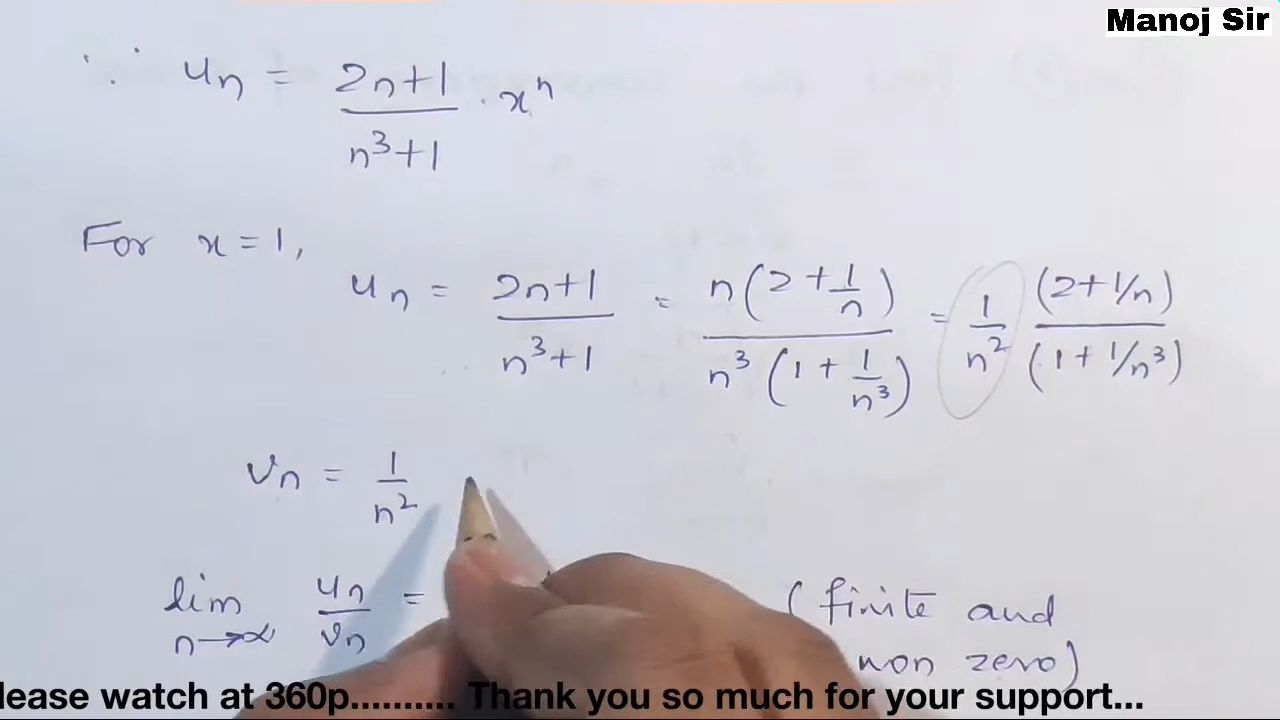 Manoj Sir
∵ un = 2n+1 / n³+1 . xⁿ
For x = 1,
un = 2n+1 / n³+1 = n(2 + 1/n) / n³(1 + 1/n³) = 1/n² (2+1/n) / (1 + 1/n³)
vn = 1/n²
lim n→∞ un/vn = (finite and
non zero)
lease watch at 360p.......... Thank you so much for your support...